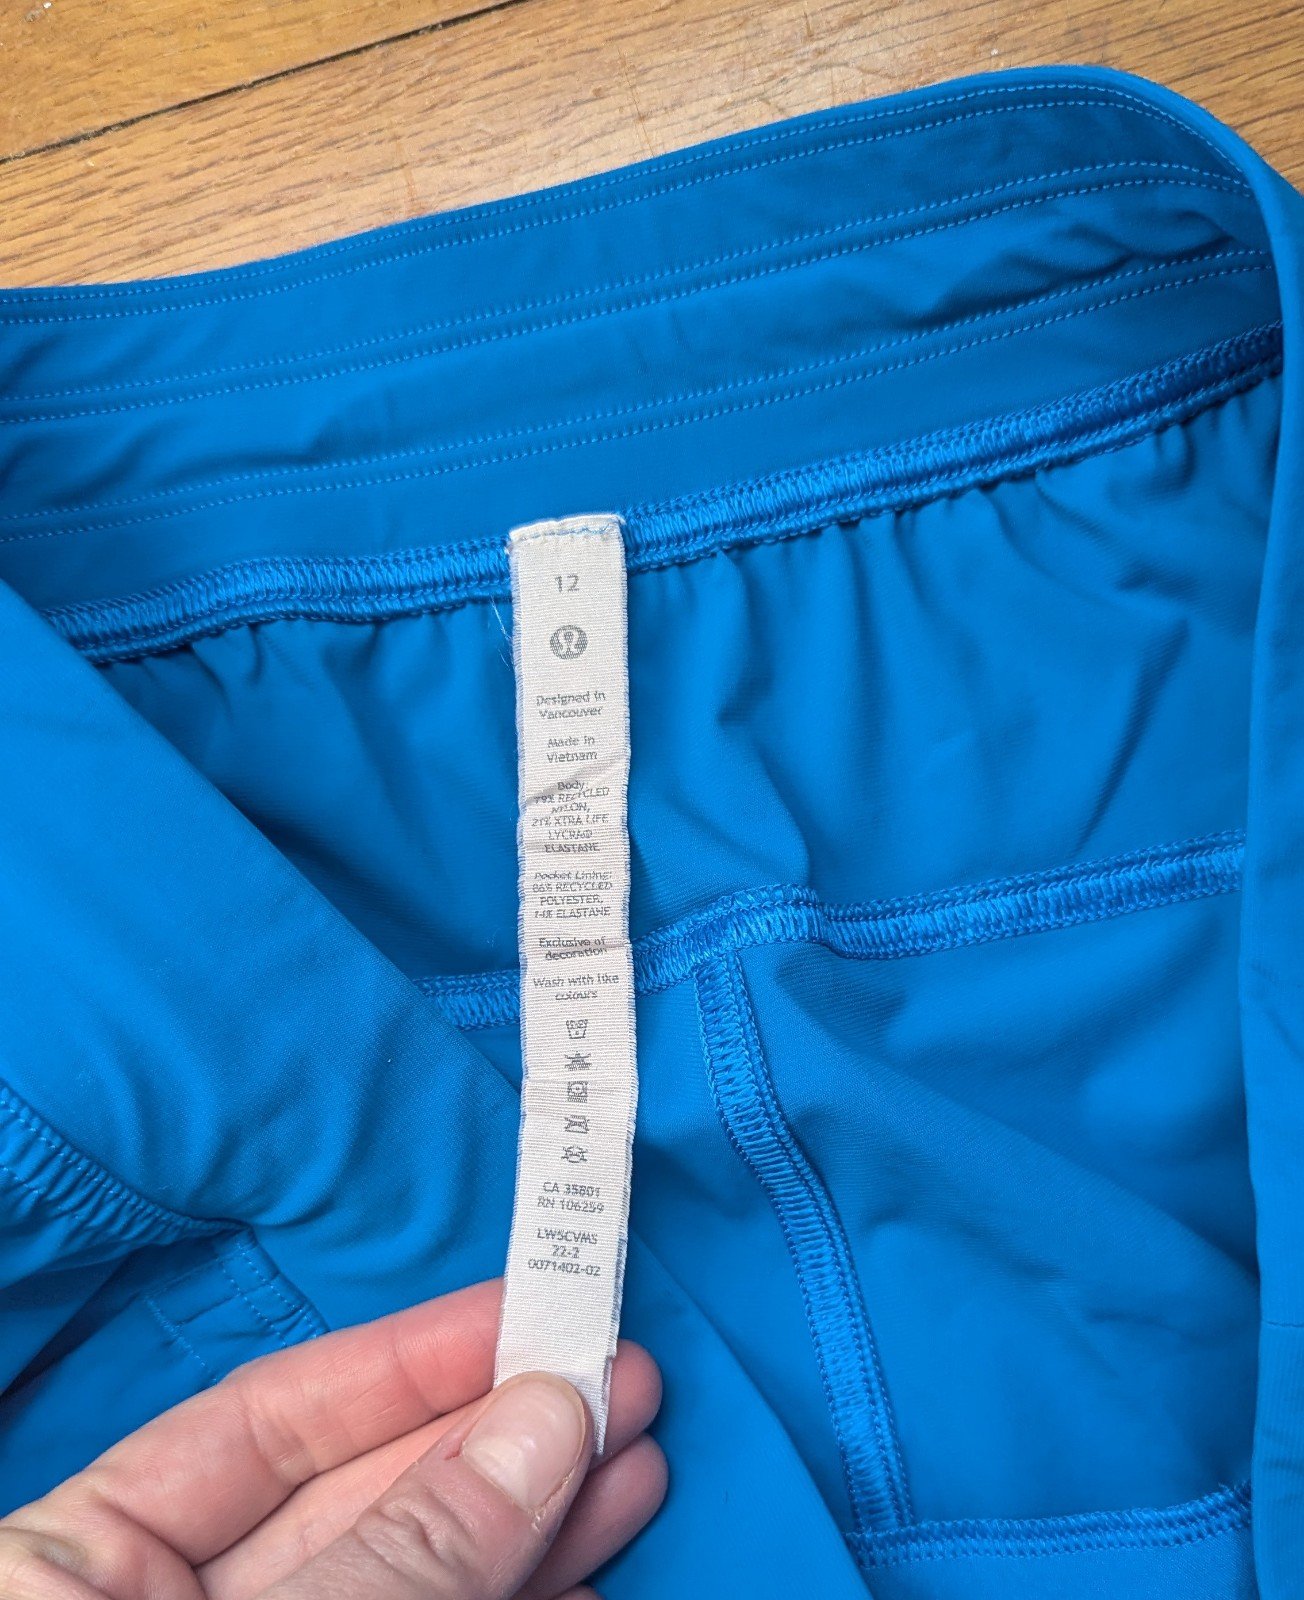 12
Designed in
Vancouver
Made in
Vietnam
Body:
79% RECYCLED
NYLON,
21% XTRA LIFE
LYCRA®
ELASTANE
Pocket Lining:
86% RECYCLED
POLYESTER,
14% ELASTANE
Exclusive of
decoration
Wash with like
colours
CA 35801
RN 106259
LW5CVMS
22-2
0071402-02